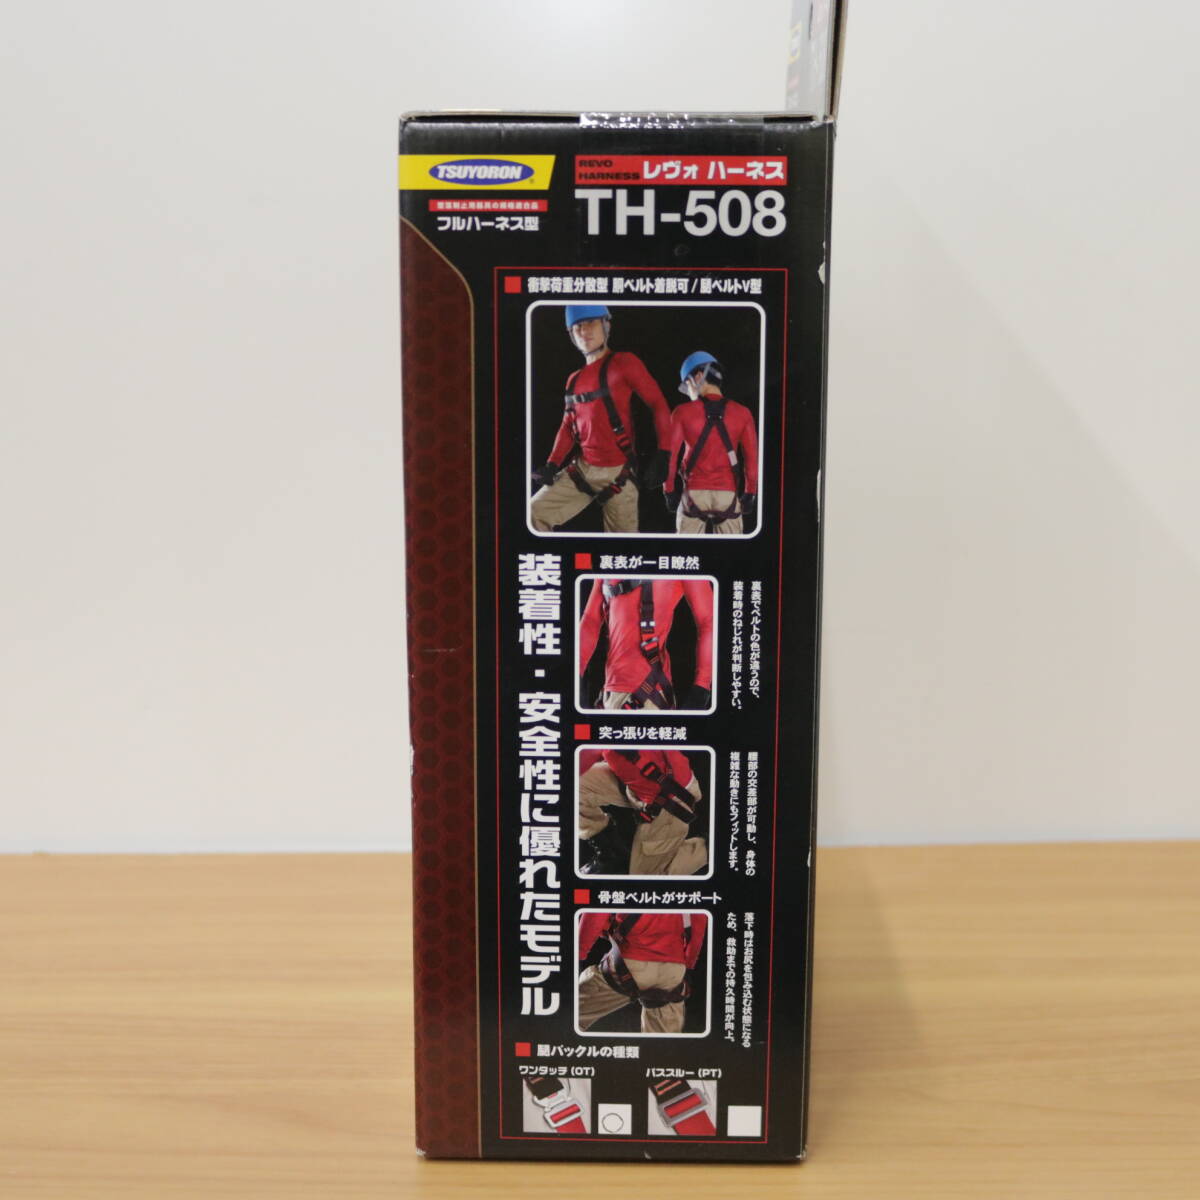 TSUYORON
墜落制止用器具の規格適合品
フルハーネス型
REVO
HARNESS レヴォ ハーネス
TH-508
衝撃荷重分散型 胴ベルト着脱可 / 腿ベルトV型
装着性・安全性に優れたモデル
裏表が一目瞭然
裏表でベルトの色が違うので、
装着時のねじれが判断しやすい。
突っ張りを軽減
腰部の交差部が可動し、身体の
複雑な動きにもフィットします。
骨盤ベルトがサポート
落下時はお尻を包み込む状態になる
ため、救助までの持久時間が向上。
腿バックルの種類
ワンタッチ (OT)
パススルー (PT)